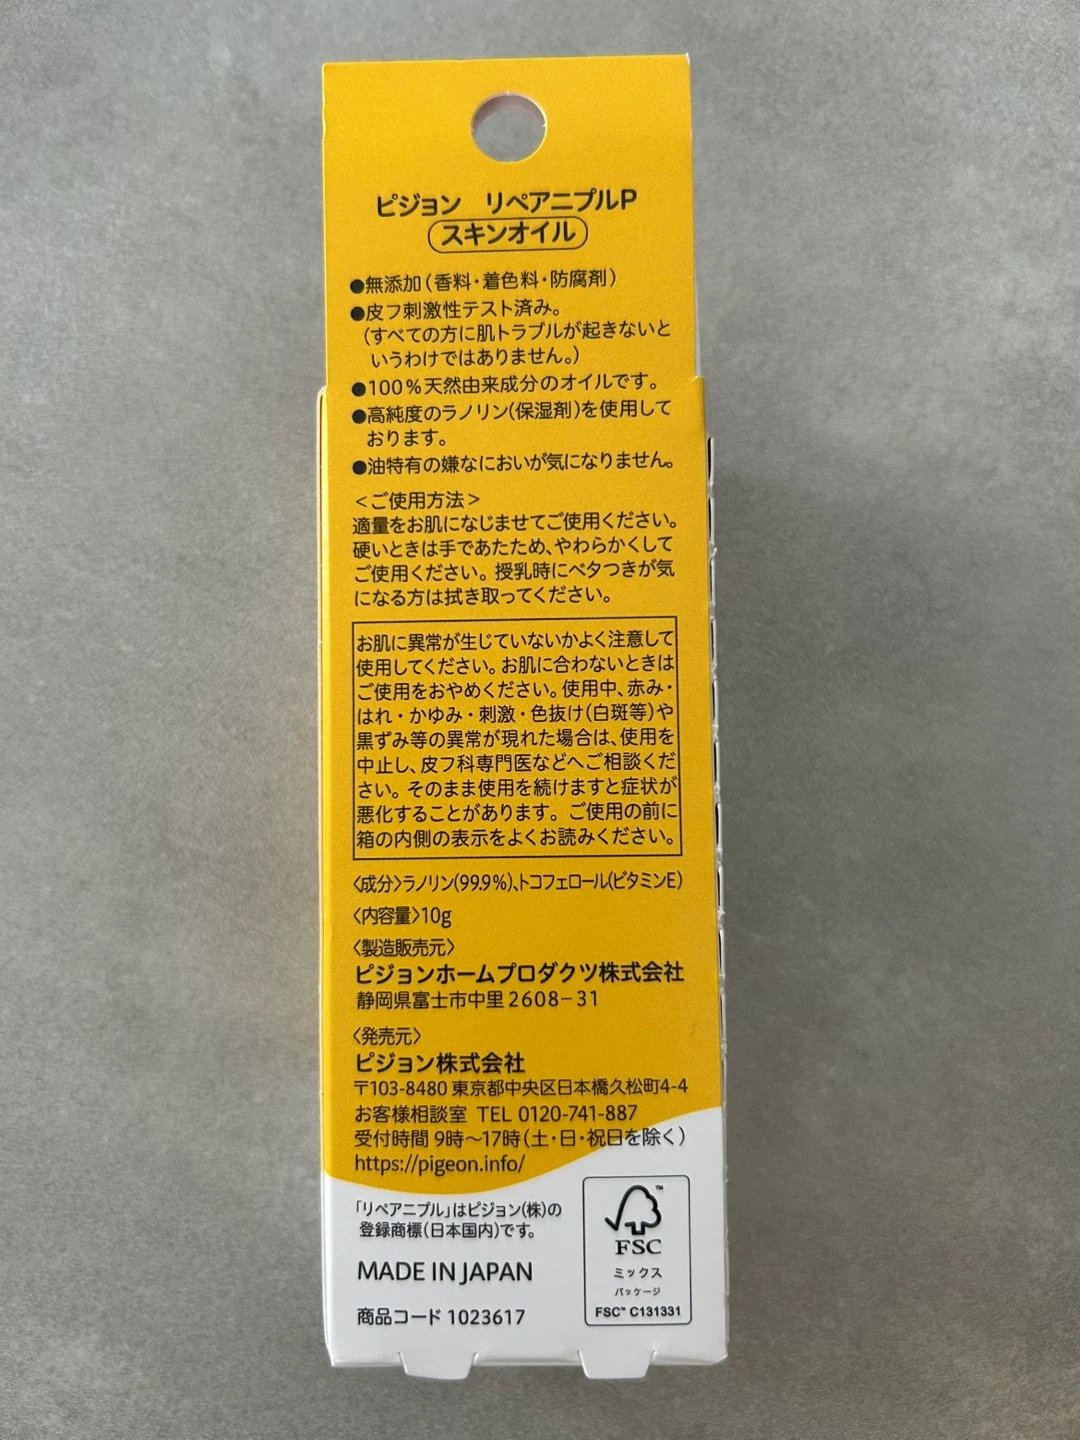 ピジョン リペアニプルP
スキンオイル
●無添加(香料・着色料・防腐剤)
●皮フ刺激性テスト済み。
(すべての方に肌トラブルが起きないと
いうわけではありません。)
●100%天然由来成分のオイルです。
●高純度のラノリン(保湿剤)を使用して
おります。
●油特有の嫌なにおいが気になりません。
<ご使用方法>
適量をお肌になじませてご使用ください。
硬いときは手であたため、やわらかくして
ご使用ください。授乳時にベタつきが気
になる方は拭き取ってください。
お肌に異常が生じていないかよく注意して
使用してください。お肌に合わないときは
ご使用をおやめください。使用中、赤み・
はれ・かゆみ・刺激・色抜け(白斑等)や
黒ずみ等の異常が現れた場合は、使用を
中止し、皮フ科専門医などへご相談くだ
さい。そのまま使用を続けますと症状が
悪化することがあります。ご使用の前に
箱の内側の表示をよくお読みください。
〈成分〉ラノリン(99.9%)、トコフェロール(ビタミンE)
〈内容量〉10g
〈製造販売元〉
ピジョンホームプロダクツ株式会社
静岡県富士市中里2608-31
〈発売元〉
ピジョン株式会社
〒103-8480 東京都中央区日本橋久松町4-4
お客様相談室 TEL 0120-741-887
受付時間 9時〜17時(土・日・祝日を除く)
https://pigeon.info/
「リペアニプル」はピジョン(株)の
登録商標(日本国内)です。
MADE IN JAPAN
商品コード 1023617
TM
FSC
ミックス
パッケージ
FSC™ C131331